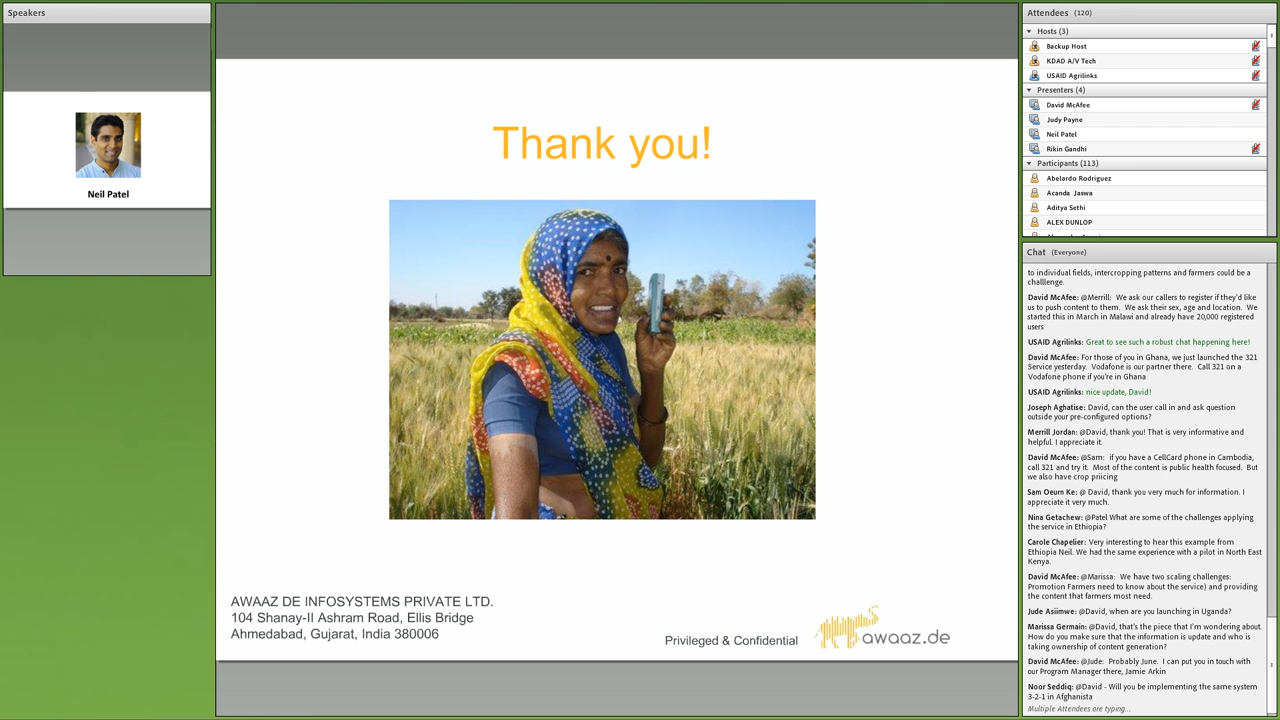 Speakers
Neil Patel
Thank you!
AWAAZ DE INFOSYSTEMS PRIVATE LTD.
104 Shanay-II Ashram Road, Ellis Bridge
Ahmedabad, Gujarat, India 380006
Privileged & Confidential
awaaz.de
Attendees (120)
Hosts (3)
Backup Host
KDAD A/V Tech
USAID Agrilinks
Presenters (4)
David McAfee
Judy Payne
Neil Patel
Rikin Gandhi
Participants (113)
Abelardo Rodriguez
Acanda Jaswa
Aditya Sethi
ALEX DUNLOP
Chat (Everyone)
to individual fields, intercropping patterns and farmers could be a
challlenge.
David McAfee: @Merrill: We ask our callers to register if they'd like
us to push content to them. We ask their sex, age and location. We
started this in March in Malawi and already have 20,000 registered
users
USAID Agrilinks: Great to see such a robust chat happening here!
David McAfee: For those of you in Ghana, we just launched the 321
Service yesterday. Vodafone is our partner there. Call 321 on a
Vodafone phone if you're in Ghana
USAID Agrilinks: nice update, David!
Joseph Aghatise: David, can the user call in and ask question
outside your pre-configured options?
Merrill Jordan: @David, thank you! That is very informative and
helpful. I appreciate it.
David McAfee: @Sam: if you have a CellCard phone in Cambodia,
call 321 and try it. Most of the content is public health focused. But
we also have crop priicing
Sam Oeurn Ke: @ David, thank you very much for information. I
appreciate it very much.
Nina Getachew: @Patel What are some of the challenges applying
the service in Ethiopia?
Carole Chapelier: Very interesting to hear this example from
Ethiopia Neil. We had the same experience with a pilot in North East
Kenya.
David McAfee: @Marissa: We have two scaling challenges:
Promotion Farmers need to know about the service) and providing
the content that farmers most need.
Jude Asiimwe: @David, when are you launching in Uganda?
Marissa Germain: @David, that's the piece that I'm wondering about.
How do you make sure that the information is update and who is
taking ownership of content generation?
David McAfee: @Jude: Probably June. I can put you in touch with
our Program Manager there, Jamie Arkin
Noor Seddiq: @David - Will you be implementing the same system
3-2-1 in Afghanista
Multiple Attendees are typing...